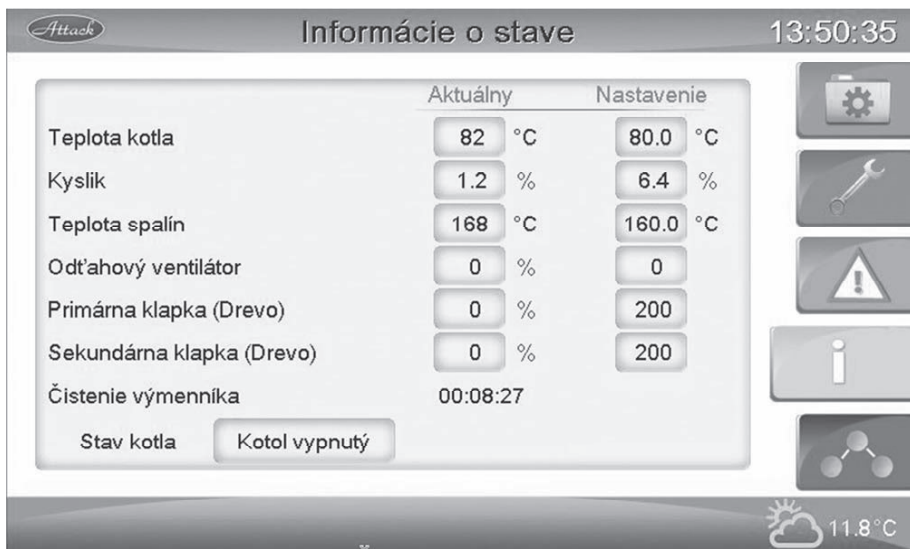 Attack Informácie o stave 13:50:35
Aktuálny Nastavenie
Teplota kotla 82 °C 80.0 °C
Kyslik 1.2 % 6.4 %
Teplota spalín 168 °C 160.0 °C
Odťahový ventilátor 0 % 0
Primárna klapka (Drevo) 0 % 200
Sekundárna klapka (Drevo) 0 % 200
Čistenie výmenníka 00:08:27
Stav kotla Kotol vypnutý
11.8°C